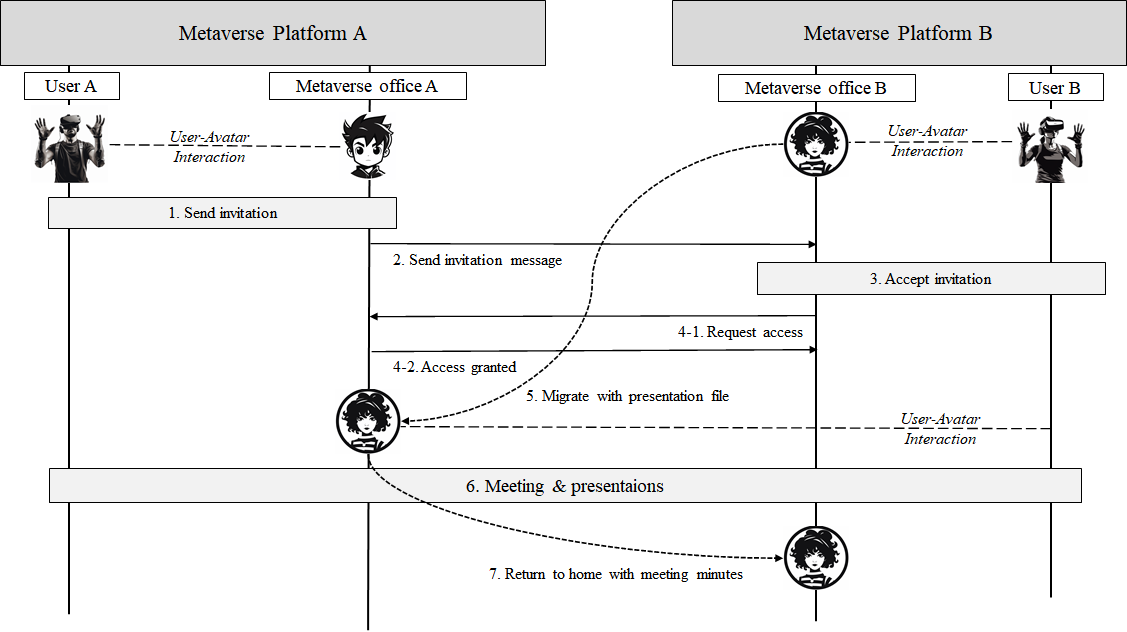 Metaverse Platform A
Metaverse Platform B
User A
Metaverse office A
Metaverse office B
User B
User-Avatar
Interaction
User-Avatar
Interaction
1. Send invitation
2. Send invitation message
3. Accept invitation
4-1. Request access
4-2. Access granted
5. Migrate with presentation file
User-Avatar
Interaction
6. Meeting & presentaions
7. Return to home with meeting minutes